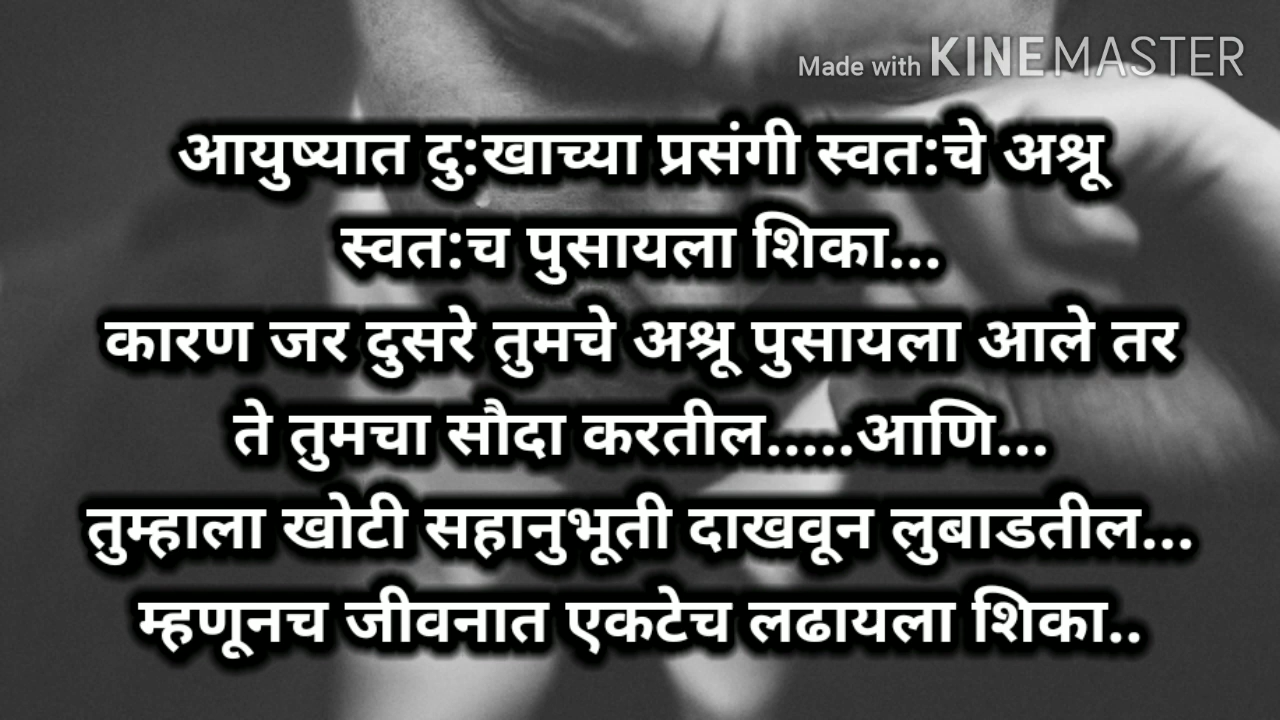 Made with KINEMASTER
आयुष्यात दु:खाच्या प्रसंगी स्वत:चे अश्रू
स्वत:च पुसायला शिका...
कारण जर दुसरे तुमचे अश्रू पुसायला आले तर
ते तुमचा सौदा करतील.....आणि...
तुम्हाला खोटी सहानुभूती दाखवून लुबाडतील...
म्हणूनच जीवनात एकटेच लढायला शिका..